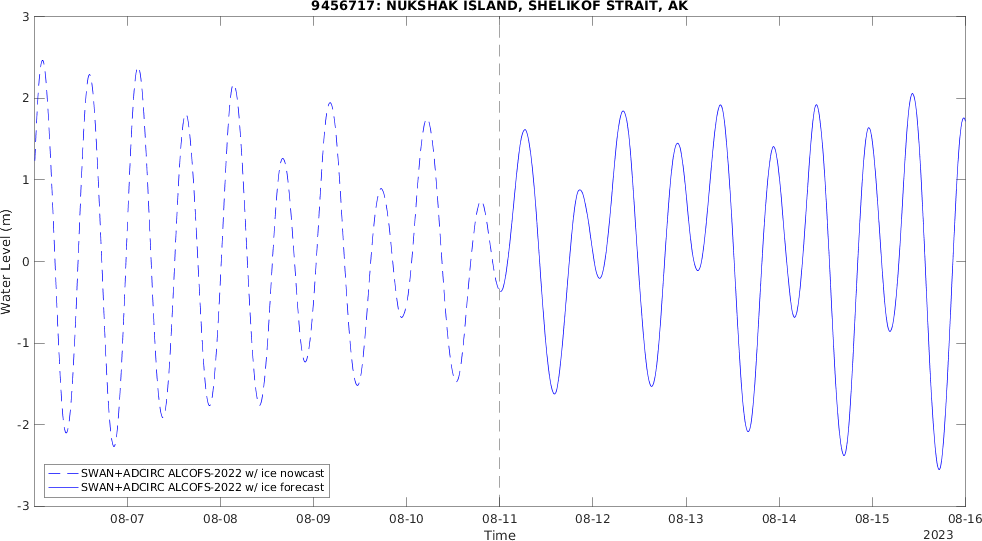 9456717: NUKSHAK ISLAND, SHELIKOF STRAIT, AK
3
2
1
0
-1
-2
-3
Water Level (m)
SWAN+ADCIRC ALCOFS-2022 w/ ice nowcast
SWAN+ADCIRC ALCOFS-2022 w/ ice forecast
08-07 08-08 08-09 08-10 08-11 08-12 08-13 08-14 08-15 08-16
Time
2023